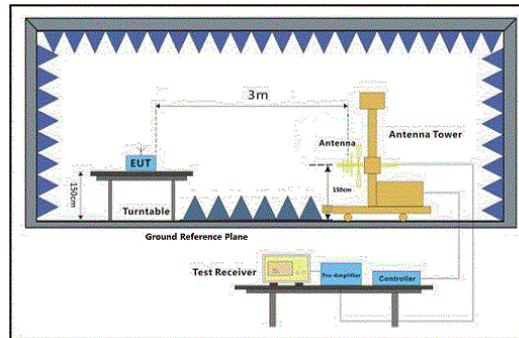 3m
Antenna
Antenna Tower
EUT
150cm
150cm
Turntable
Ground Reference Plane
Test Receiver
Pre-Amplifier
Controller